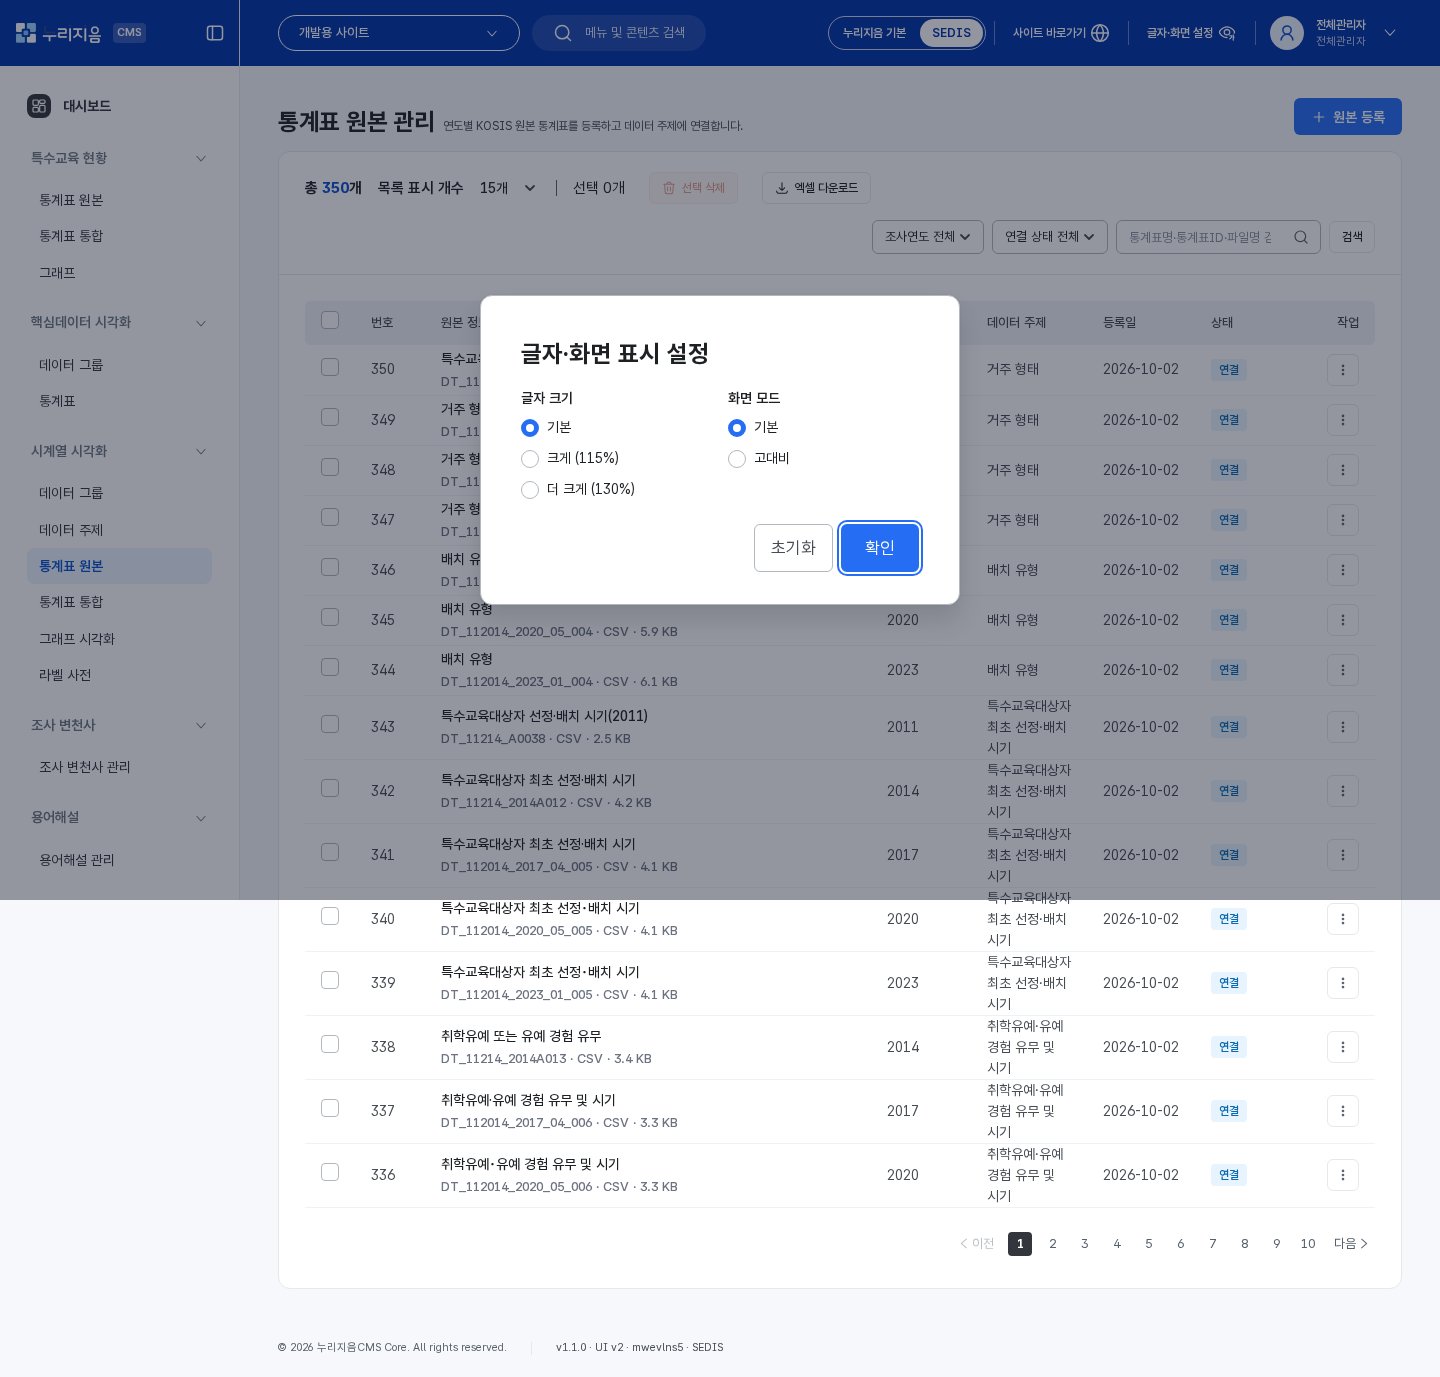 누리지음 CMS
개발용 사이트
메뉴 및 콘텐츠 검색
누리지음 기본
SEDIS
사이트 바로가기
글자·화면 설정
전체관리자
전체관리자
대시보드
특수교육 현황
통계표 원본
통계표 통합
그래프
핵심데이터 시각화
데이터 그룹
통계표
시계열 시각화
데이터 그룹
데이터 주제
통계표 원본
통계표 통합
그래프 시각화
라벨 사전
조사 변천사
조사 변천사 관리
용어해설
용어해설 관리
통계표 원본 관리 연도별 KOSIS 원본 통계표를 등록하고 데이터 주제에 연결합니다.
원본 등록
총 350개 목록 표시 개수 15개 선택 0개 선택 삭제 엑셀 다운로드
조사연도 전체 연결 상태 전체 통계표명·통계표ID·파일명 검색
번호 원본 데이터 주제 등록일 상태 작업
350 특수교 거주 형태 2026-10-02 연결
349 거주 거주 형태 2026-10-02 연결
348 거주 거주 형태 2026-10-02 연결
347 거주 거주 형태 2026-10-02 연결
346 배치 배치 유형 2026-10-02 연결
글자·화면 표시 설정
글자 크기
기본
크게 (115%)
더 크게 (130%)
화면 모드
기본
고대비
초기화
확인
345 배치 유형 2020 배치 유형 2026-10-02 연결
DT_112014_2020_05_004 · CSV · 5.9 KB
344 배치 유형 2023 배치 유형 2026-10-02 연결
DT_112014_2023_01_004 · CSV · 6.1 KB
343 특수교육대상자 선정·배치 시기(2011) 2011 특수교육대상자 최초 선정·배치 시기 2026-10-02 연결
DT_11214_A0038 · CSV · 2.5 KB
342 특수교육대상자 최초 선정·배치 시기 2014 특수교육대상자 최초 선정·배치 시기 2026-10-02 연결
DT_11214_2014A012 · CSV · 4.2 KB
341 특수교육대상자 최초 선정·배치 시기 2017 특수교육대상자 최초 선정·배치 시기 2026-10-02 연결
DT_112014_2017_04_005 · CSV · 4.1 KB
340 특수교육대상자 최초 선정･배치 시기 2020 특수교육대상자 최초 선정·배치 시기 2026-10-02 연결
DT_112014_2020_05_005 · CSV · 4.1 KB
339 특수교육대상자 최초 선정･배치 시기 2023 특수교육대상자 최초 선정·배치 시기 2026-10-02 연결
DT_112014_2023_01_005 · CSV · 4.1 KB
338 취학유예 또는 유예 경험 유무 2014 취학유예·유예 경험 유무 및 시기 2026-10-02 연결
DT_11214_2014A013 · CSV · 3.4 KB
337 취학유예·유예 경험 유무 및 시기 2017 취학유예·유예 경험 유무 및 시기 2026-10-02 연결
DT_112014_2017_04_006 · CSV · 3.3 KB
336 취학유예･유예 경험 유무 및 시기 2020 취학유예·유예 경험 유무 및 시기 2026-10-02 연결
DT_112014_2020_05_006 · CSV · 3.3 KB
이전 1 2 3 4 5 6 7 8 9 10 다음
© 2026 누리지음CMS Core. All rights reserved. v1.1.0 · UI v2 · mwevlns5 · SEDIS